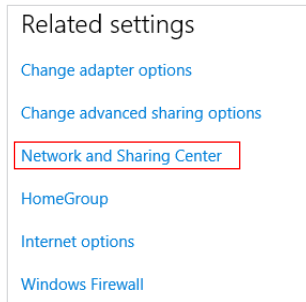 Related settings
Change adapter options
Change advanced sharing options
Network and Sharing Center
HomeGroup
Internet options
Windows Firewall